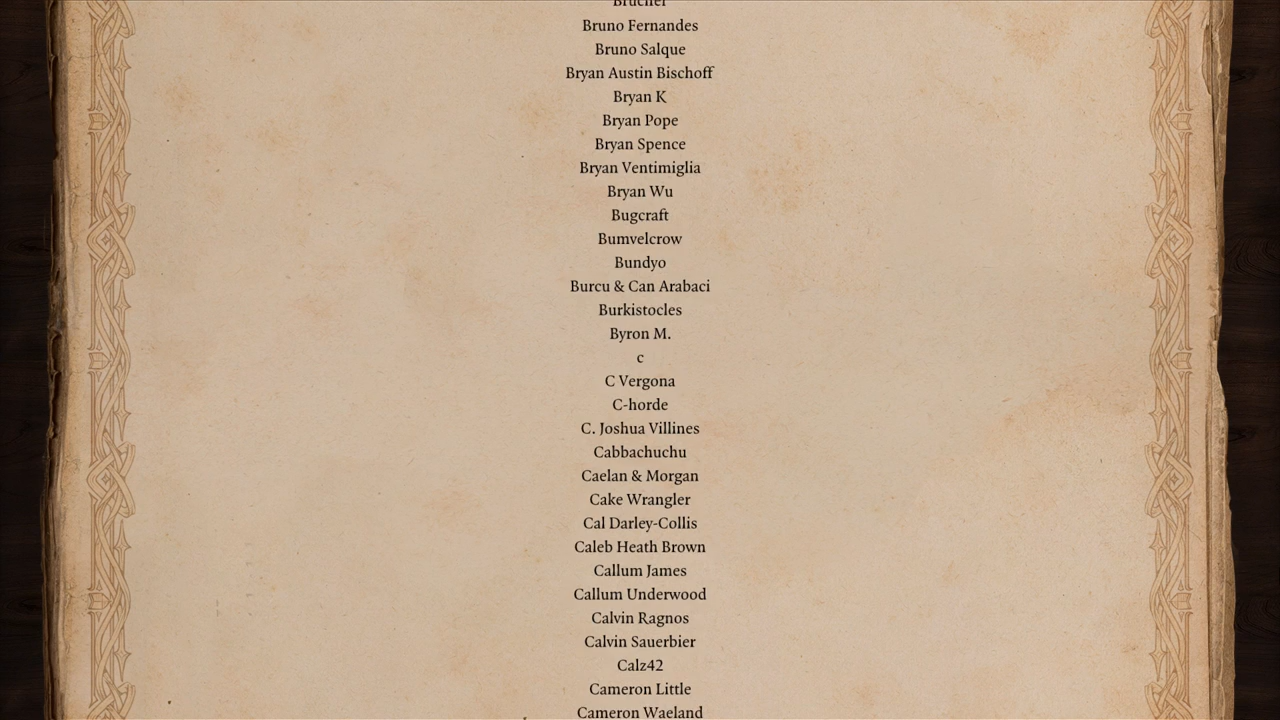 Brucher
Bruno Fernandes
Bruno Salque
Bryan Austin Bischoff
Bryan K
Bryan Pope
Bryan Spence
Bryan Ventimiglia
Bryan Wu
Bugcraft
Bumvelcrow
Bundyo
Burcu & Can Arabaci
Burkistocles
Byron M.
c
C Vergona
C-horde
C. Joshua Villines
Cabbachuchu
Caelan & Morgan
Cake Wrangler
Cal Darley-Collis
Caleb Heath Brown
Callum James
Callum Underwood
Calvin Ragnos
Calvin Sauerbier
Calz42
Cameron Little
Cameron Waeland